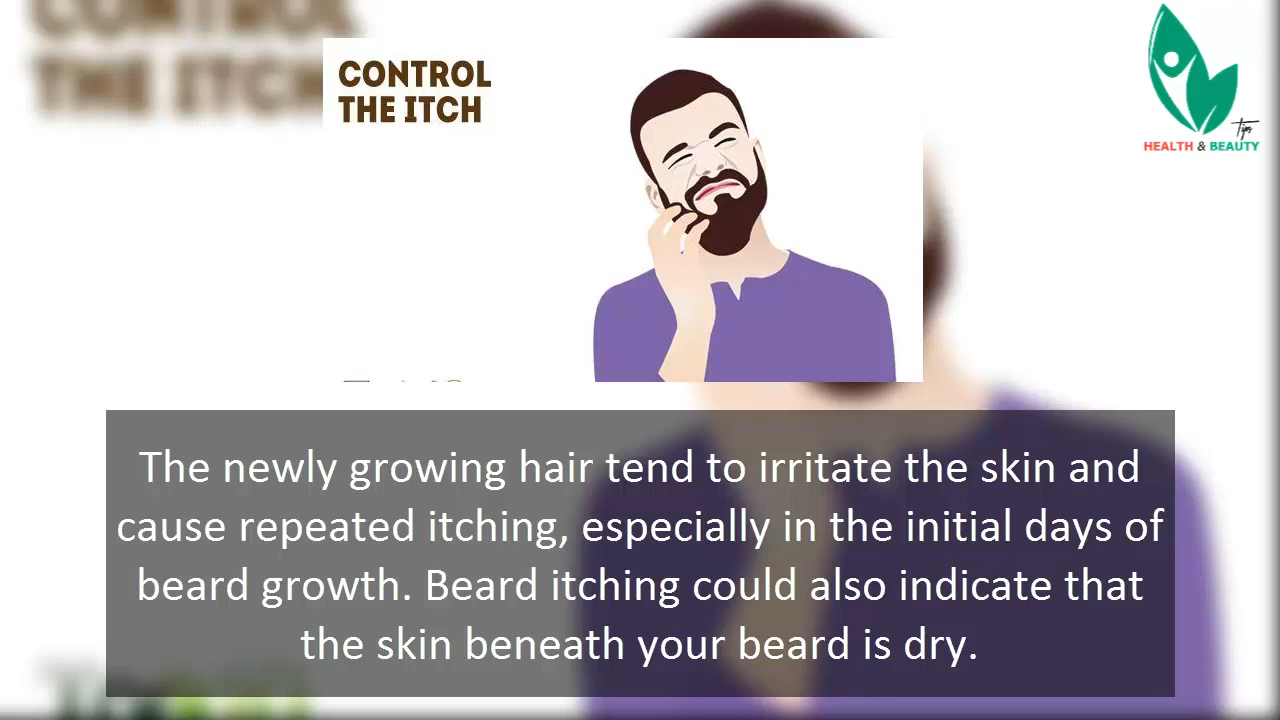 CONTROL
THE ITCH
Tips
HEALTH & BEAUTY
The newly growing hair tend to irritate the skin and
cause repeated itching, especially in the initial days of
beard growth. Beard itching could also indicate that
the skin beneath your beard is dry.